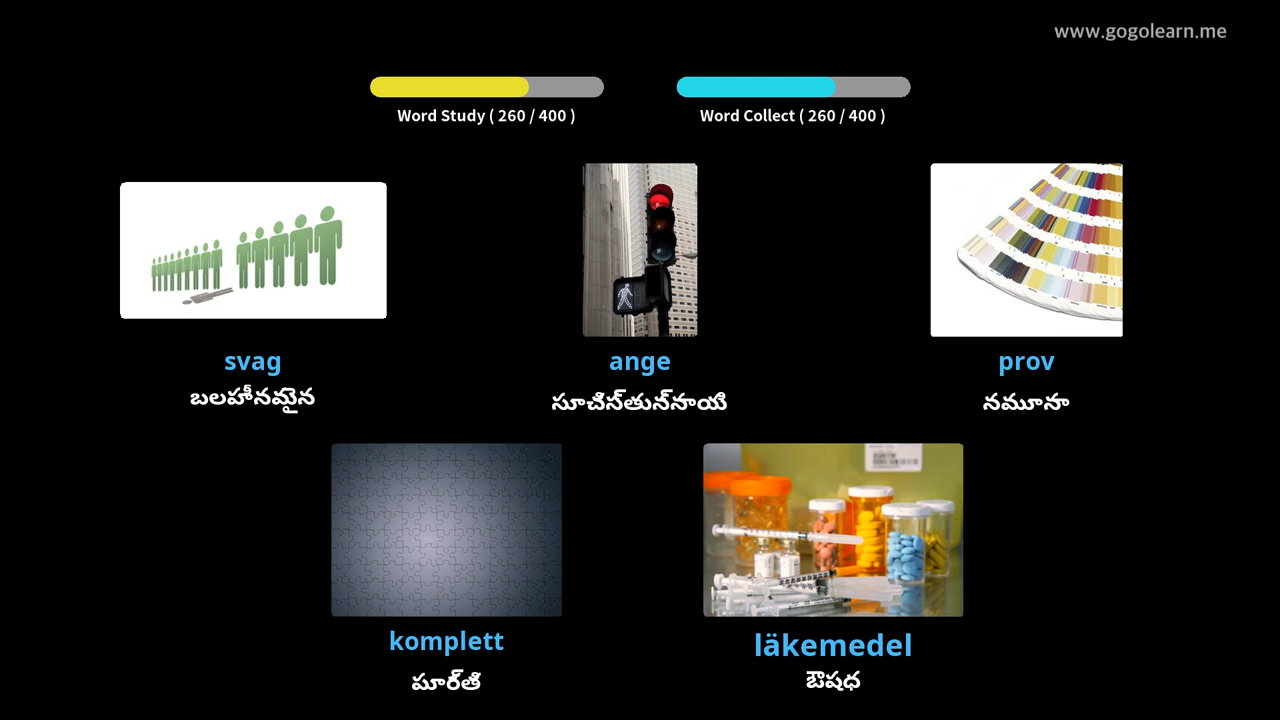 www.gogolearn.me
Word Study ( 260 / 400 )
Word Collect ( 260 / 400 )
svag
బలహీనమైన
ange
సూచిస్తున్నాయి
prov
నమూనా
komplett
పూర్తి
läkemedel
ఔషధ